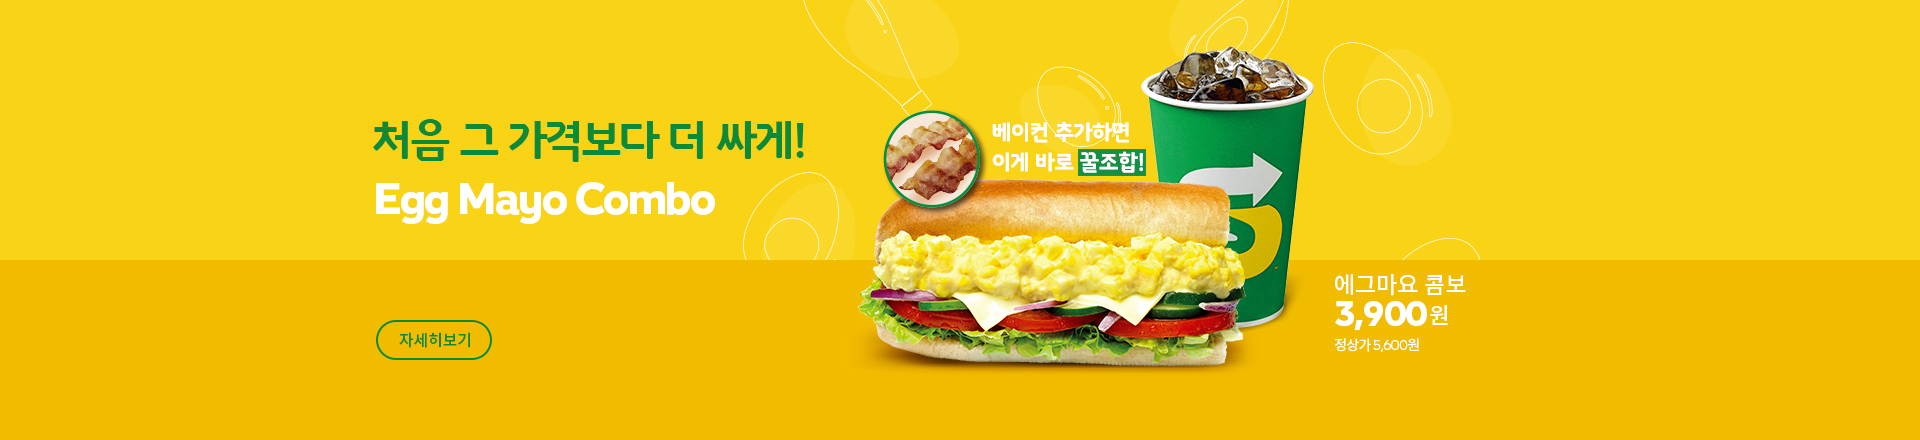 처음 그 가격보다 더 싸게!
Egg Mayo Combo
자세히보기
베이컨 추가하면
이게 바로 꿀조합!
에그마요 콤보
3,900원
정상가 5,600원